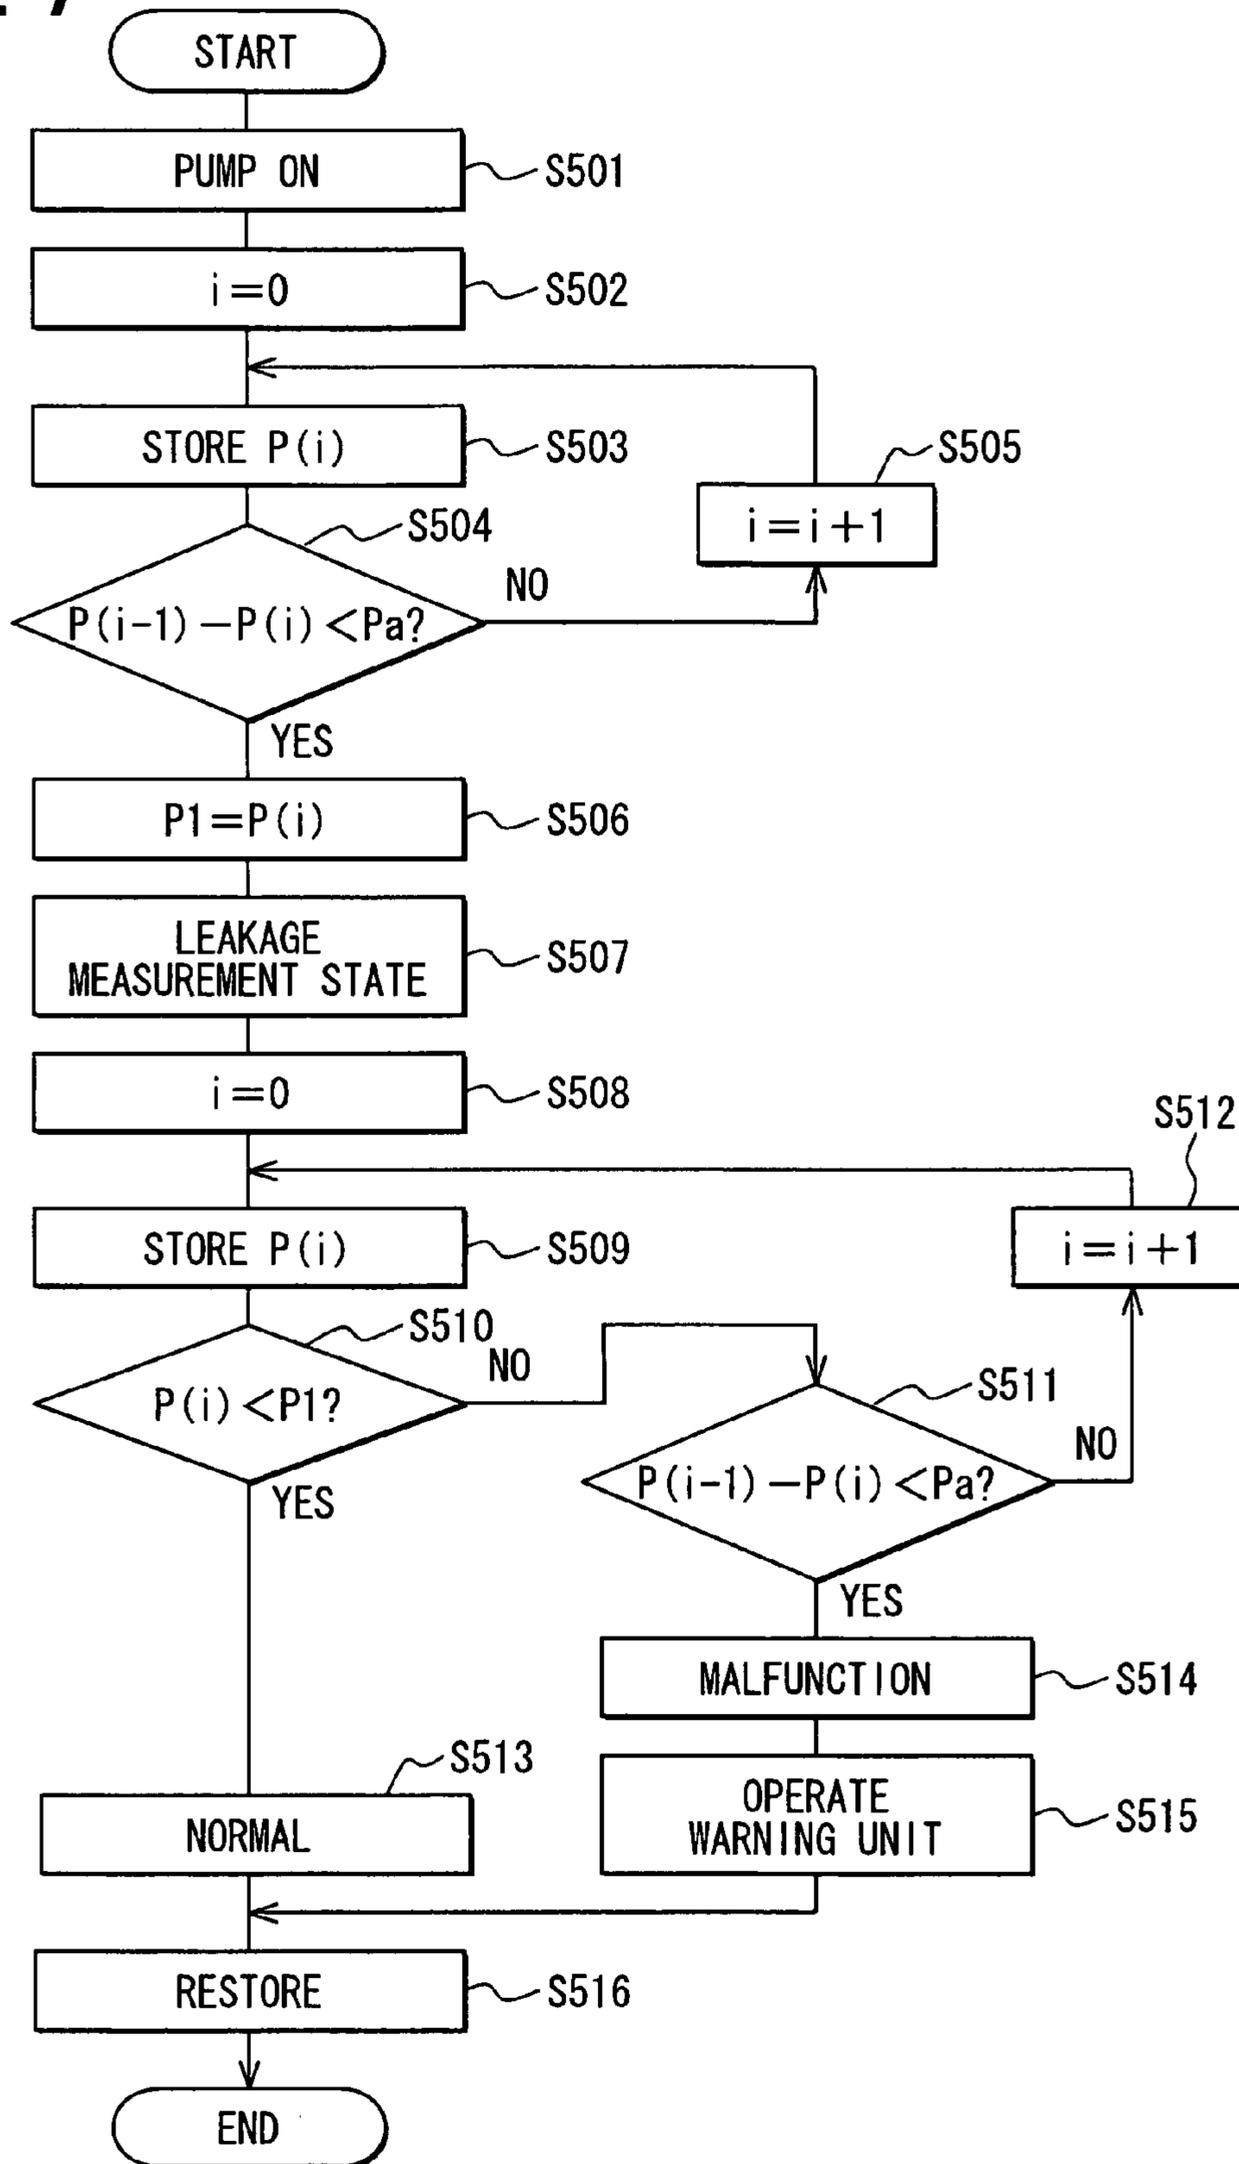 START
PUMP ON
S501
i=0
S502
STORE P(i)
S503
S505
i=i+1
S504
P(i-1)-P(i)<Pa?
NO
YES
P1=P(i)
S506
LEAKAGE
MEASUREMENT STATE
S507
i=0
S508
S512
i=i+1
STORE P(i)
S509
S510
P(i)<P1?
NO
YES
S511
P(i-1)-P(i)<Pa?
NO
YES
MALFUNCTION
S514
S513
NORMAL
OPERATE
WARNING UNIT
S515
RESTORE
S516
END